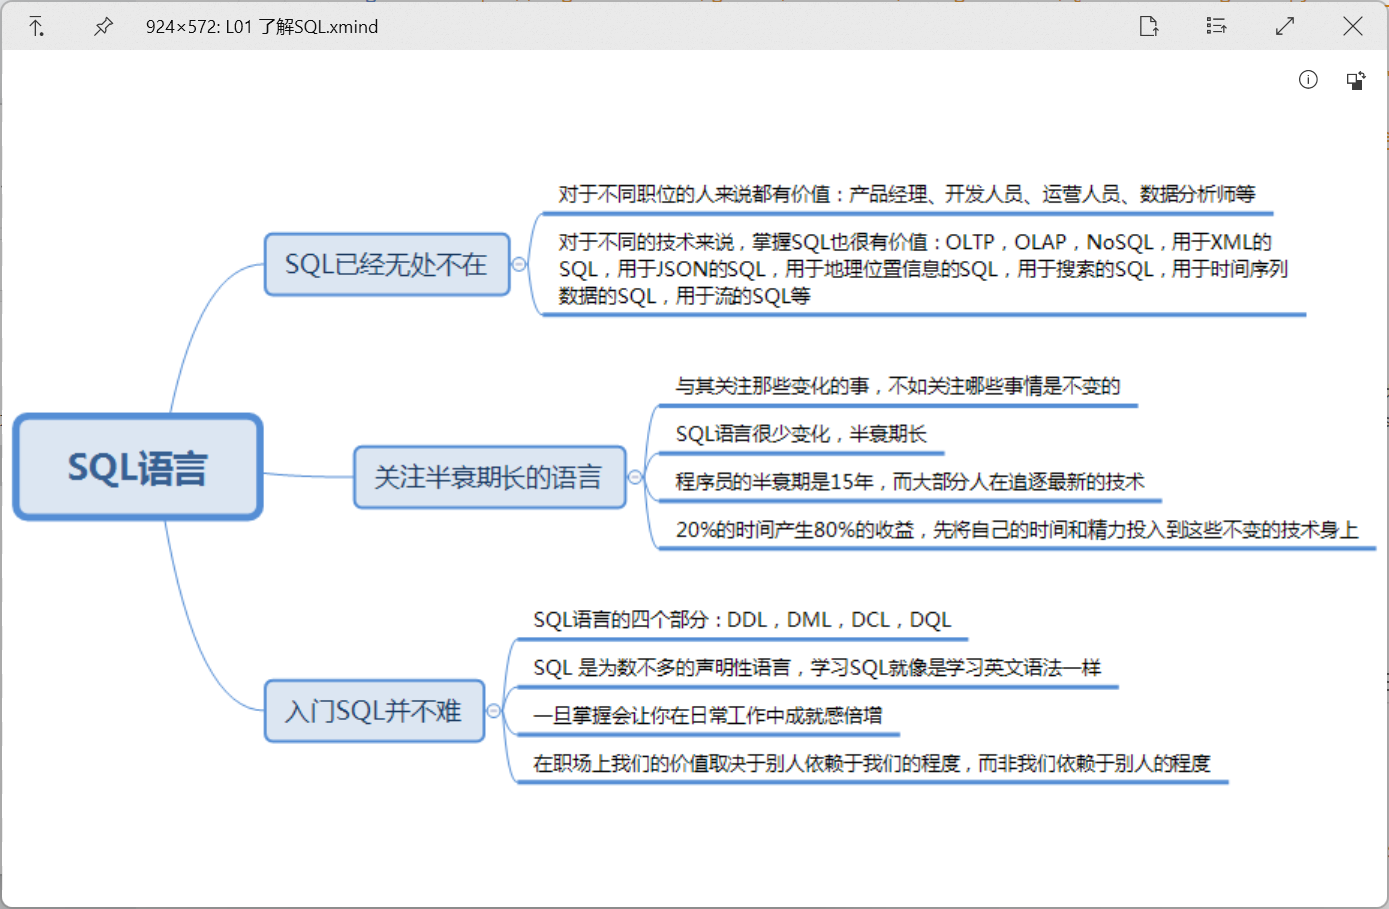 924×572: L01 了解SQL.xmind
对于不同职位的人来说都有价值：产品经理、开发人员、运营人员、数据分析师等
SQL已经无处不在
对于不同的技术来说，掌握SQL也很有价值：OLTP，OLAP，NoSQL，用于XML的
SQL，用于JSON的SQL，用于地理位置信息的SQL，用于搜索的SQL，用于时间序列
数据的SQL，用于流的SQL等
SQL语言
关注半衰期长的语言
与其关注那些变化的事，不如关注哪些事情是不变的
SQL语言很少变化，半衰期长
程序员的半衰期是15年，而大部分人在追逐最新的技术
20%的时间产生80%的收益，先将自己的时间和精力投入到这些不变的技术身上
入门SQL并不难
SQL语言的四个部分：DDL，DML，DCL，DQL
SQL 是为数不多的声明性语言，学习SQL就像是学习英文语法一样
一旦掌握会让你在日常工作中成就感倍增
在职场上我们的价值取决于别人依赖于我们的程度，而非我们依赖于别人的程度